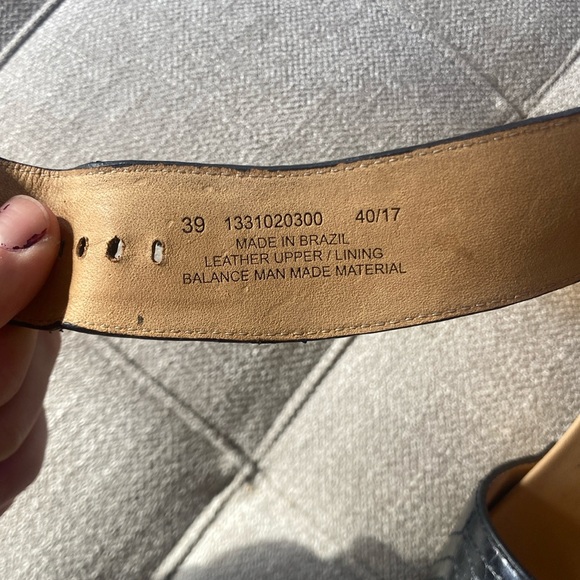 39 1331020300 40/17
MADE IN BRAZIL
LEATHER UPPER / LINING
BALANCE MAN MADE MATERIAL